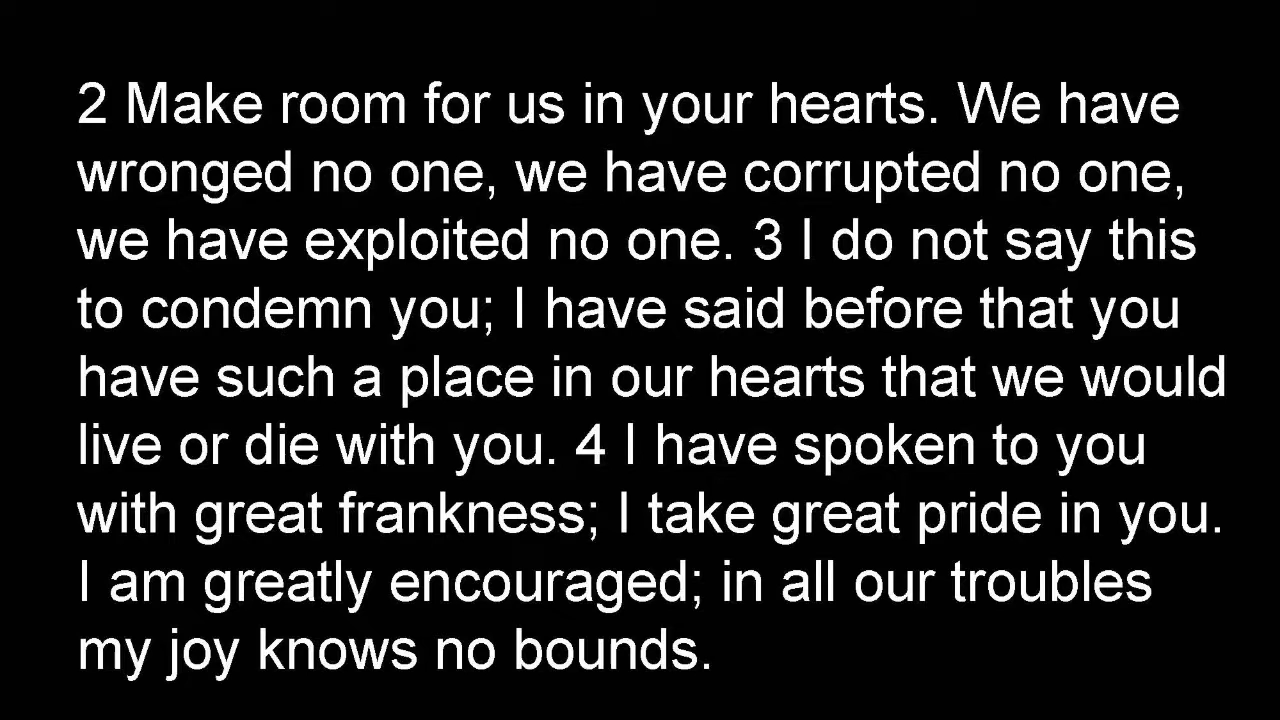 2 Make room for us in your hearts. We have
wronged no one, we have corrupted no one,
we have exploited no one. 3 I do not say this
to condemn you; I have said before that you
have such a place in our hearts that we would
live or die with you. 4 I have spoken to you
with great frankness; I take great pride in you.
I am greatly encouraged; in all our troubles
my joy knows no bounds.